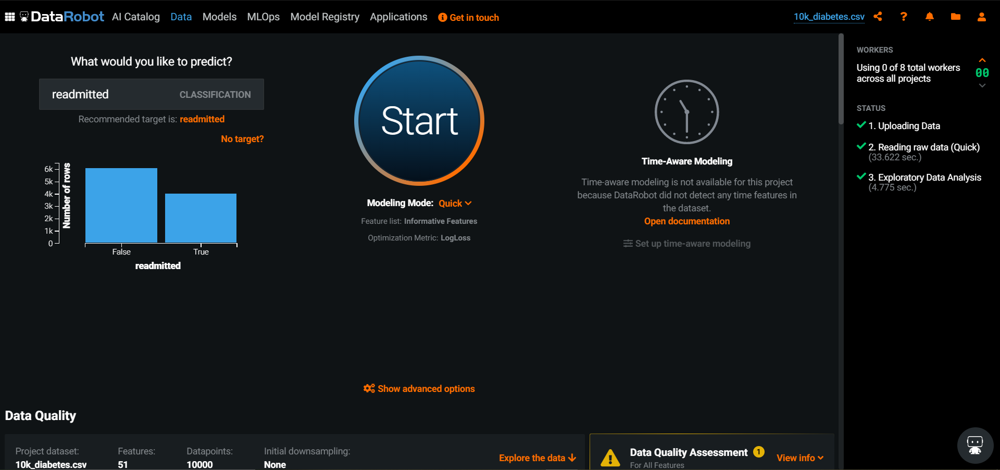 DataRobot AI Catalog Data Models MLOps Model Registry Applications Get in touch 10k_diabetes.csv
What would you like to predict?
readmitted CLASSIFICATION
Recommended target is: readmitted
No target?
Number of rows
6k
5k
4k
3k
2k
1k
0
False True
readmitted
Start
Modeling Mode: Quick
Feature list: Informative Features
Optimization Metric: LogLoss
Time-Aware Modeling
Time-aware modeling is not available for this project
because DataRobot did not detect any time features in
the dataset.
Open documentation
Set up time-aware modeling
Show advanced options
WORKERS
Using 0 of 8 total workers
across all projects
00
STATUS
1. Uploading Data
2. Reading raw data (Quick)
(33.622 sec.)
3. Exploratory Data Analysis
(4.775 sec.)
Data Quality
Project dataset: Features: Datapoints: Initial downsampling:
10k_diabetes.csv 51 10000 None
Explore the data
Data Quality Assessment 1
For All Features
View info